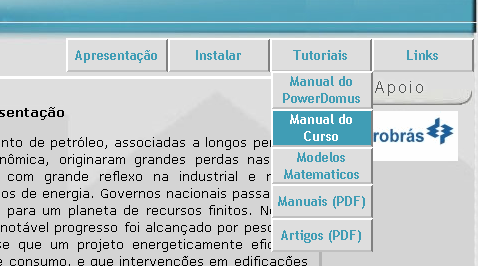 Apresentação Instalar Tutoriais Links
Manual do
PowerDomus
Manual do
Curso
Modelos
Matematicos
Manuais (PDF)
Artigos (PDF)
Apoio
robrás
sentação
nto de petróleo, associadas a longos per
nômica, originaram grandes perdas nas
com grande reflexo na industrial e r
os de energia. Governos nacionais passa
para um planeta de recursos finitos. N
notável progresso foi alcançado por pesq
se que um projeto energeticamente efi
e consumo, e que intervenções em edificações